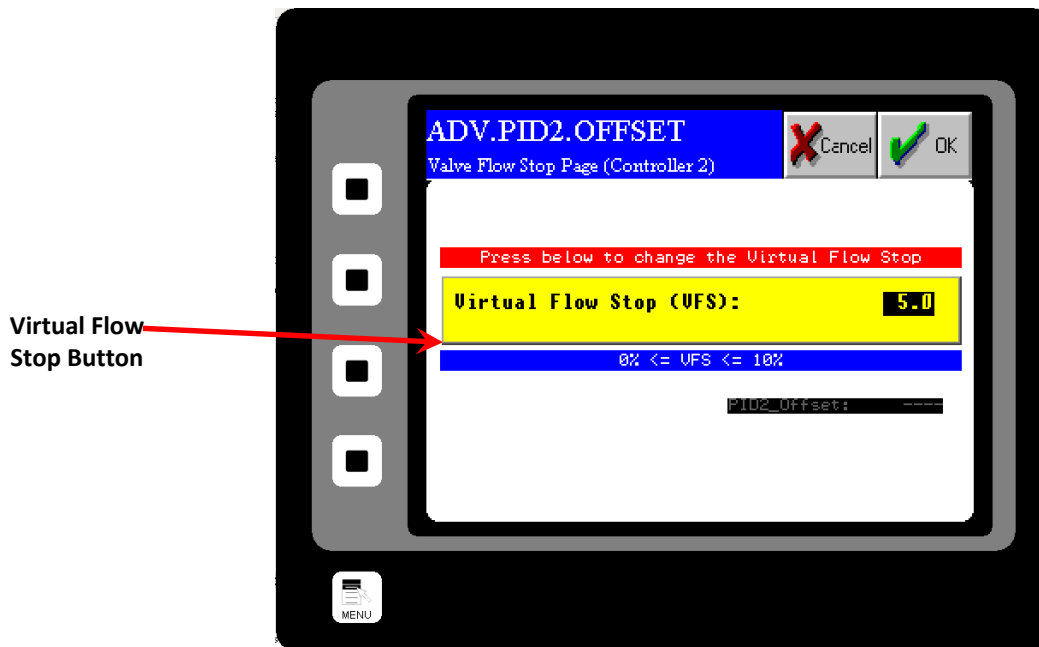 ADV.PID2.OFFSET
Valve Flow Stop Page (Controller 2)
Cancel
OK
Press below to change the Virtual Flow Stop
Virtual Flow Stop (VFS): 5.0
0% <= VFS <= 10%
PID2_Offset: ----
Virtual Flow
Stop Button
MENU